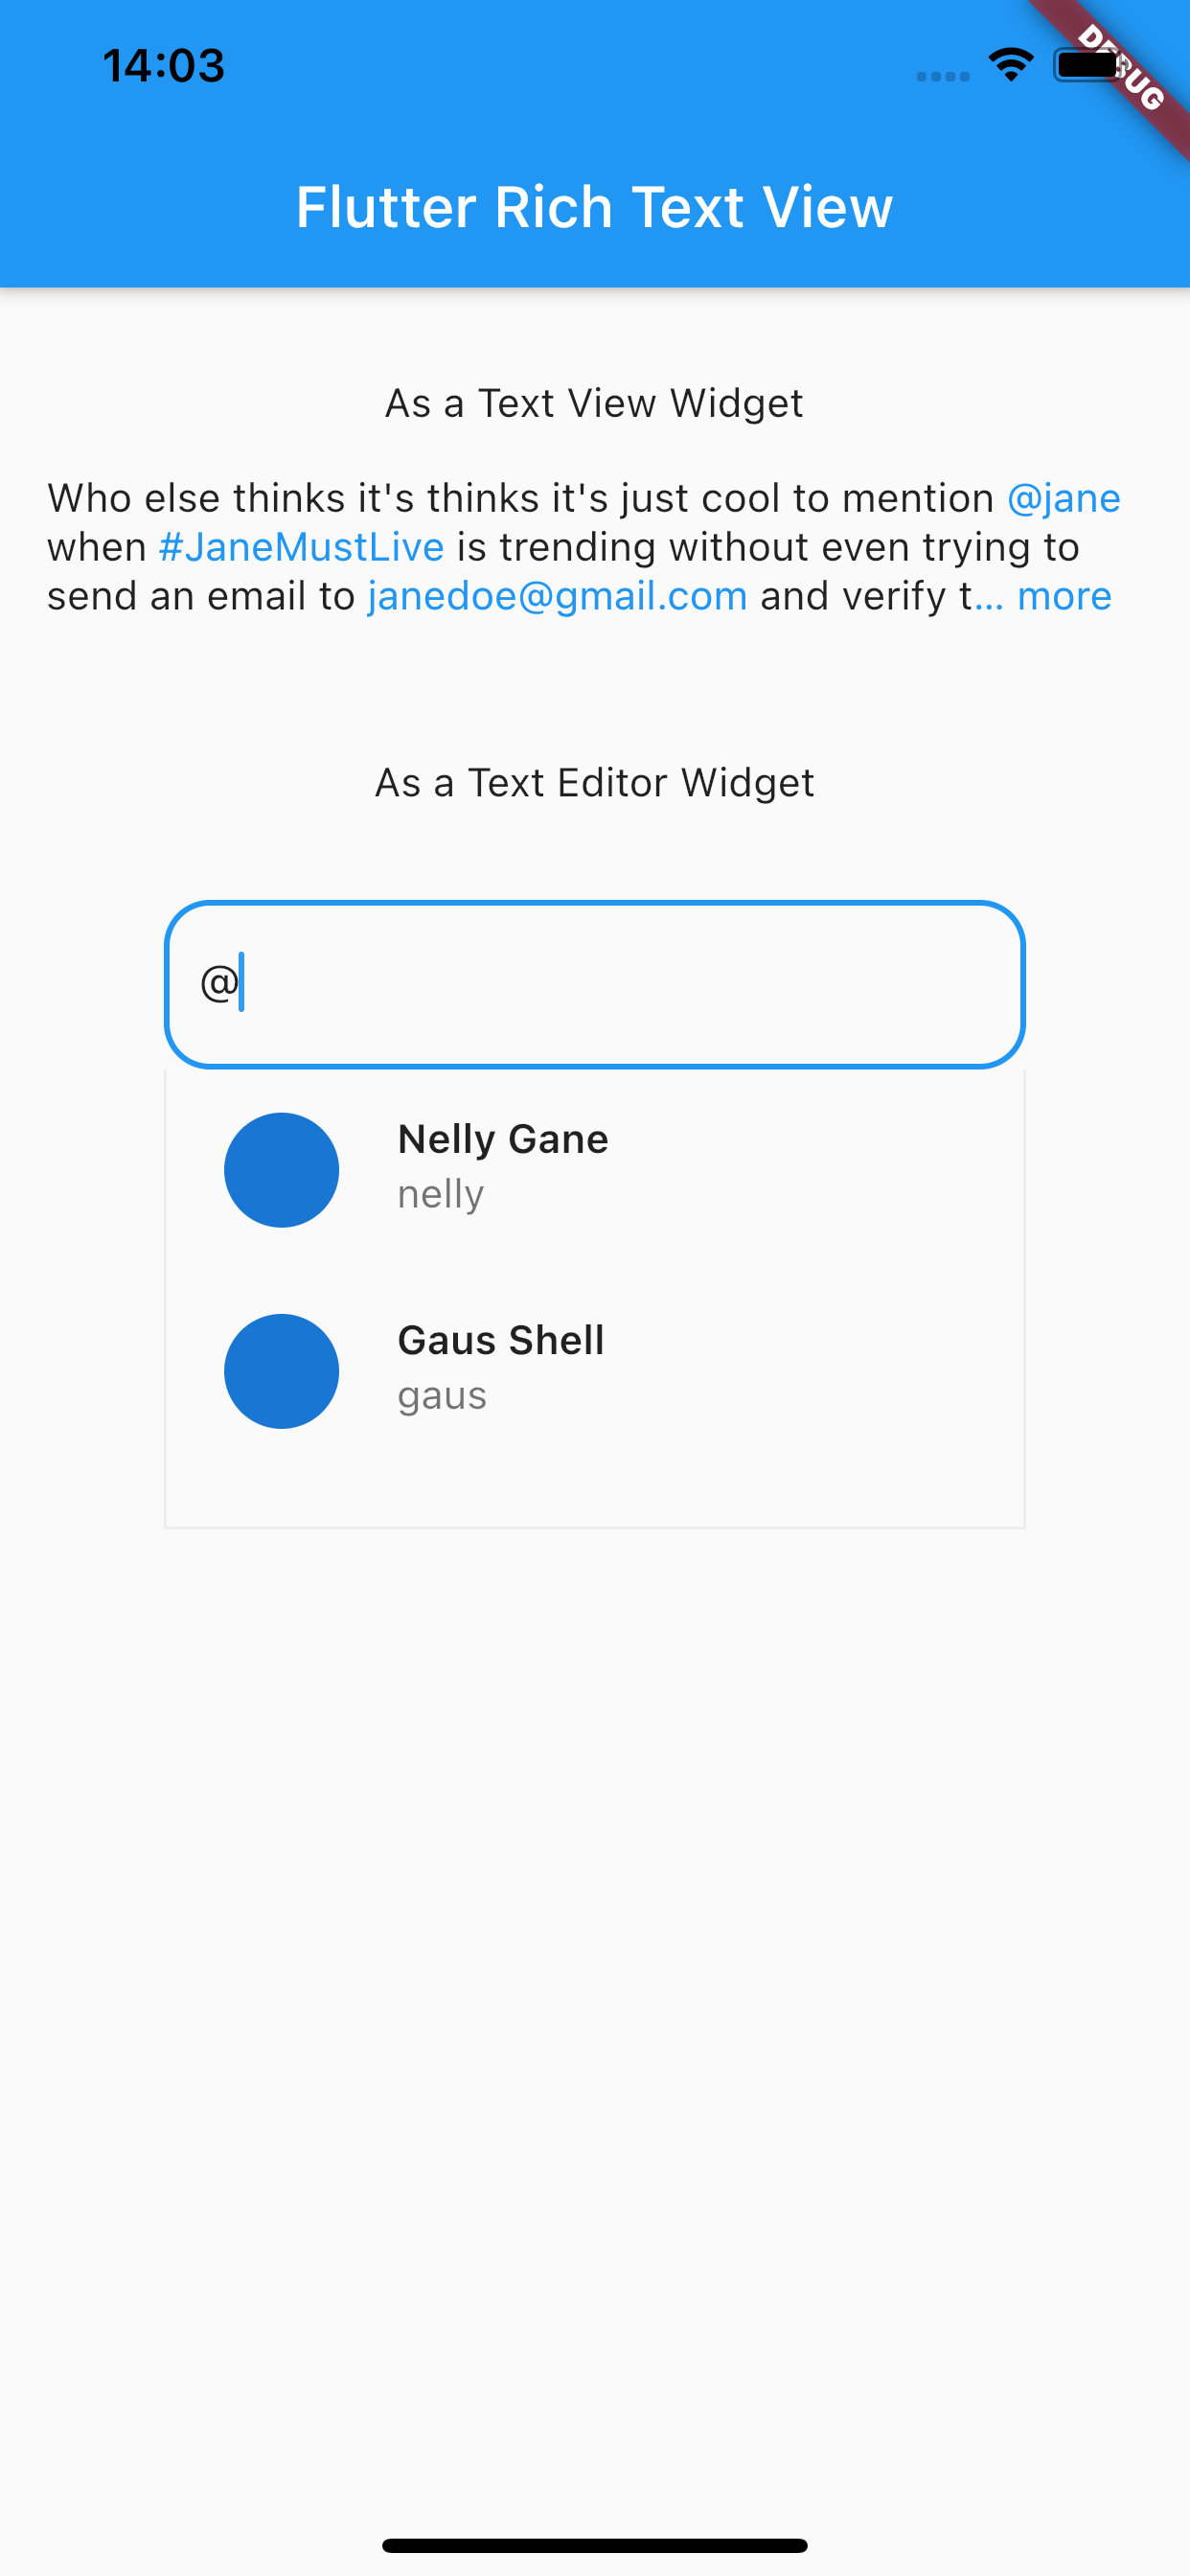 14:03
DEBUG
Flutter Rich Text View
As a Text View Widget
Who else thinks it's thinks it's just cool to mention @jane
when #JaneMustLive is trending without even trying to
send an email to janedoe@gmail.com and verify t... more
As a Text Editor Widget
@
Nelly Gane
nelly
Gaus Shell
gaus